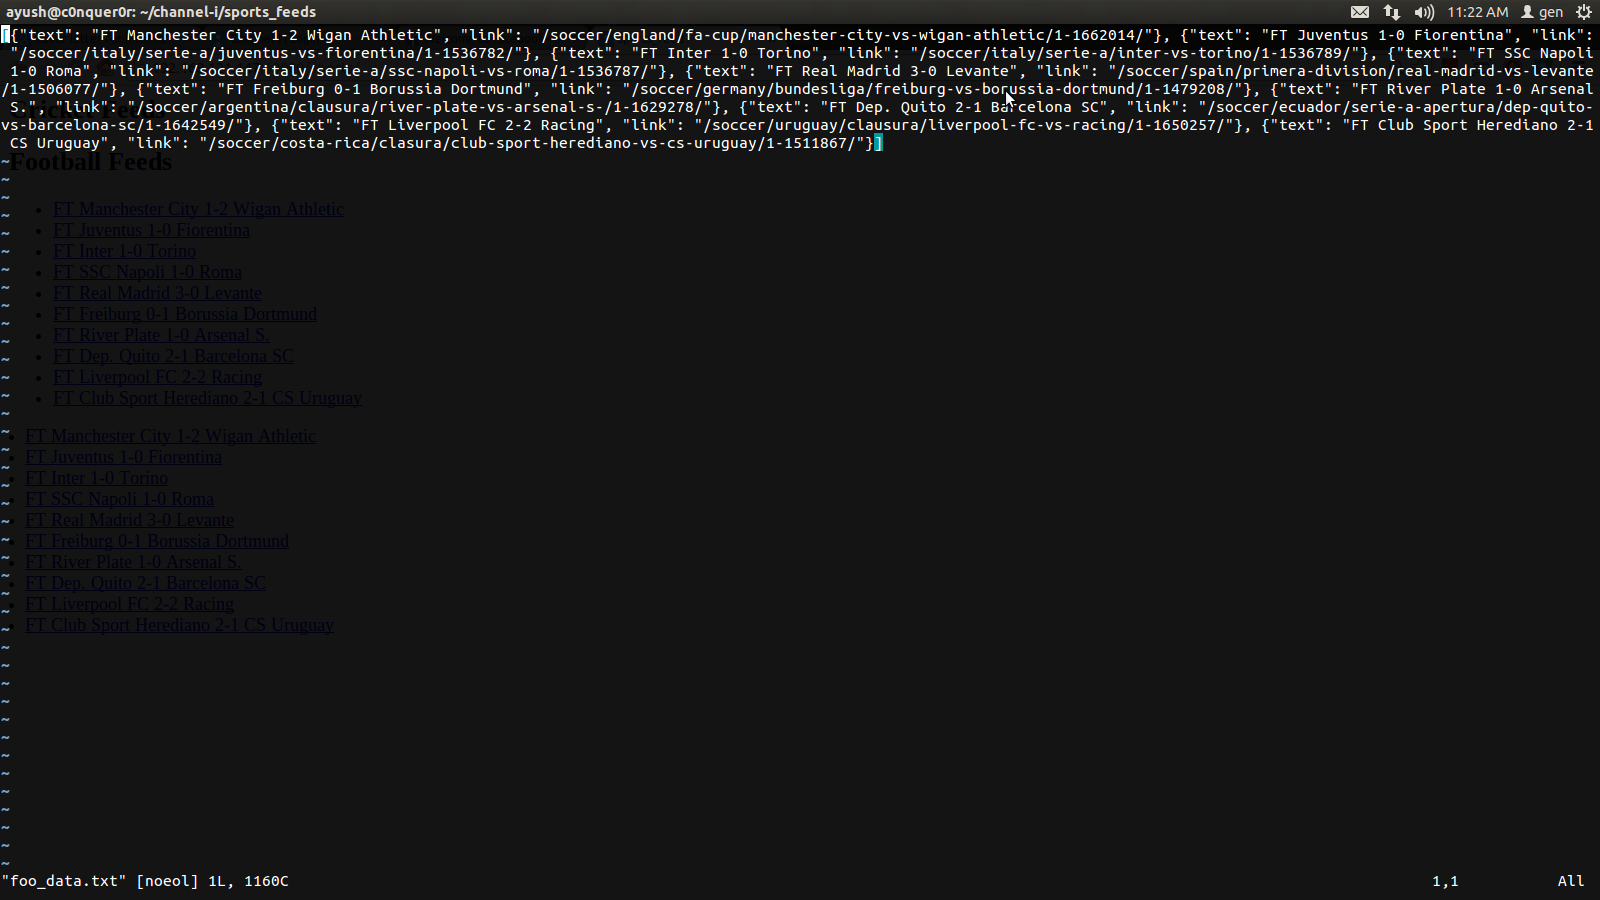 ayush@c0nquer0r: ~/channel-i/sports_feeds
11:22 AM gen
[{"text": "FT Manchester City 1-2 Wigan Athletic", "link": "/soccer/england/fa-cup/manchester-city-vs-wigan-athletic/1-1662014/"}, {"text": "FT Juventus 1-0 Fiorentina", "link":
"/soccer/italy/serie-a/juventus-vs-fiorentina/1-1536782/"}, {"text": "FT Inter 1-0 Torino", "link": "/soccer/italy/serie-a/inter-vs-torino/1-1536789/"}, {"text": "FT SSC Napoli
1-0 Roma", "link": "/soccer/italy/serie-a/ssc-napoli-vs-roma/1-1536787/"}, {"text": "FT Real Madrid 3-0 Levante", "link": "/soccer/spain/primera-division/real-madrid-vs-levante
/1-1506077/"}, {"text": "FT Freiburg 0-1 Borussia Dortmund", "link": "/soccer/germany/bundesliga/freiburg-vs-borussia-dortmund/1-1479208/"}, {"text": "FT River Plate 1-0 Arsenal
S.", "link": "/soccer/argentina/clausura/river-plate-vs-arsenal-s-/1-1629278/"}, {"text": "FT Dep. Quito 2-1 Barcelona SC", "link": "/soccer/ecuador/serie-a-apertura/dep-quito-
vs-barcelona-sc/1-1642549/"}, {"text": "FT Liverpool FC 2-2 Racing", "link": "/soccer/uruguay/clausura/liverpool-fc-vs-racing/1-1650257/"}, {"text": "FT Club Sport Herediano 2-1
CS Uruguay", "link": "/soccer/costa-rica/clasura/club-sport-herediano-vs-cs-uruguay/1-1511867/"}]
Cricket Feeds
Football Feeds
FT Manchester City 1-2 Wigan Athletic
FT Juventus 1-0 Fiorentina
FT Inter 1-0 Torino
FT SSC Napoli 1-0 Roma
FT Real Madrid 3-0 Levante
FT Freiburg 0-1 Borussia Dortmund
FT River Plate 1-0 Arsenal S.
FT Dep. Quito 2-1 Barcelona SC
FT Liverpool FC 2-2 Racing
FT Club Sport Herediano 2-1 CS Uruguay
FT Manchester City 1-2 Wigan Athletic
FT Juventus 1-0 Fiorentina
FT Inter 1-0 Torino
FT SSC Napoli 1-0 Roma
FT Real Madrid 3-0 Levante
FT Freiburg 0-1 Borussia Dortmund
FT River Plate 1-0 Arsenal S.
FT Dep. Quito 2-1 Barcelona SC
FT Liverpool FC 2-2 Racing
FT Club Sport Herediano 2-1 CS Uruguay
"foo_data.txt" [noeol] 1L, 1160C 1,1 All